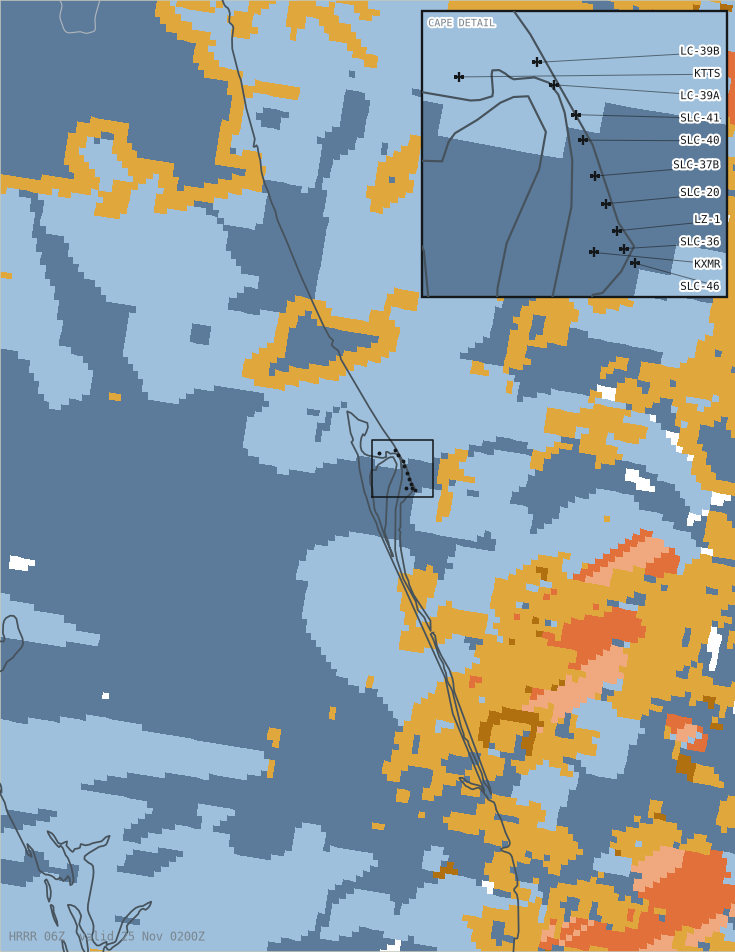 CAPE DETAIL
LC-39B
KTTS
LC-39A
SLC-41
SLC-40
SLC-37B
SLC-20
LZ-1
SLC-36
KXMR
SLC-46
HRRR 06Z valid 25 Nov 0200Z